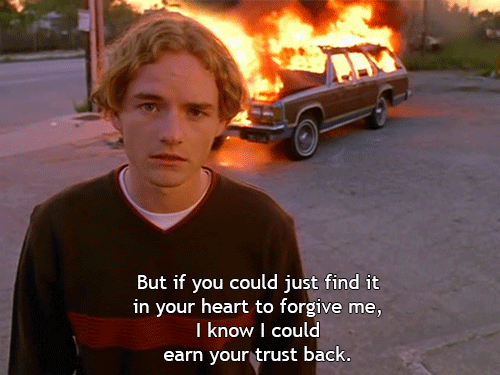 But if you could just find it
in your heart to forgive me,
I know I could
earn your trust back.